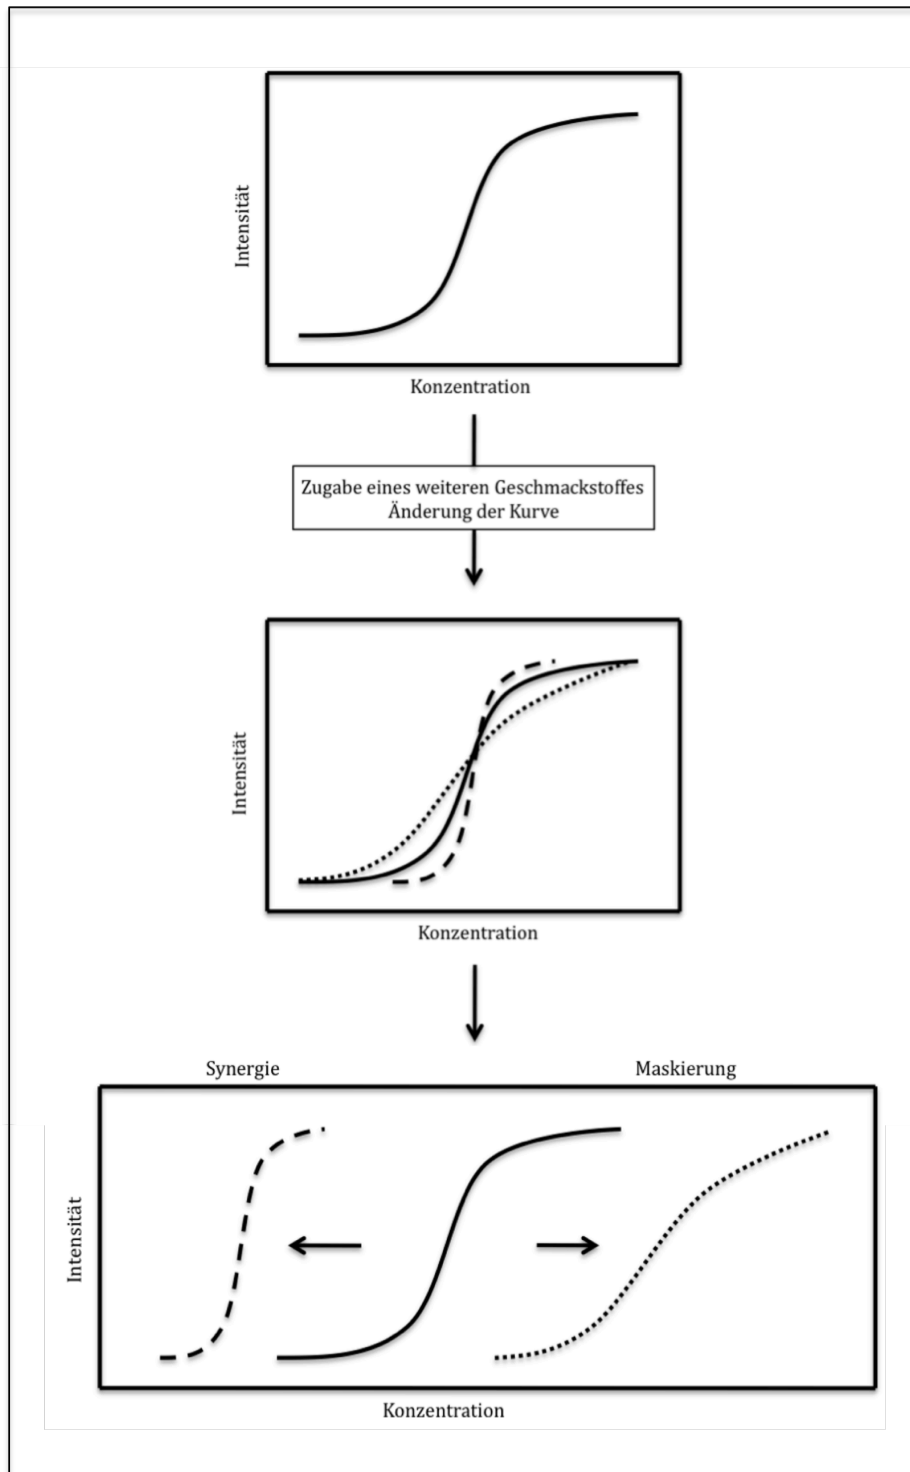 Intensität
Konzentration
Zugabe eines weiteren Geschmackstoffes
Änderung der Kurve
Intensität
Konzentration
Synergie
Maskierung
Intensität
Konzentration